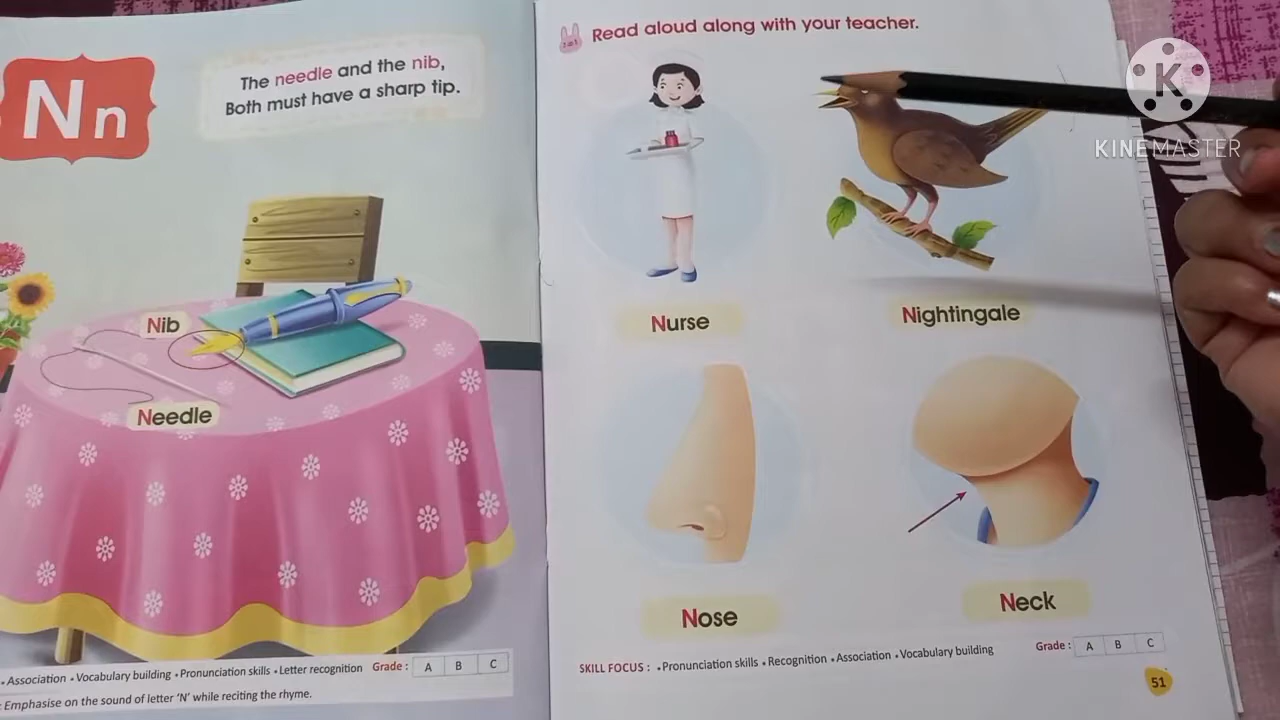 Nn
The needle and the nib,
Both must have a sharp tip.
Nib
Needle
• Association • Vocabulary building • Pronunciation skills • Letter recognition Grade : A B C
: Emphasise on the sound of letter 'N' while reciting the rhyme.
Read aloud along with your teacher.
Nurse
Nightingale
Nose
Neck
SKILL FOCUS : • Pronunciation skills • Recognition • Association • Vocabulary building Grade : A B C
51
K
KINEMASTER